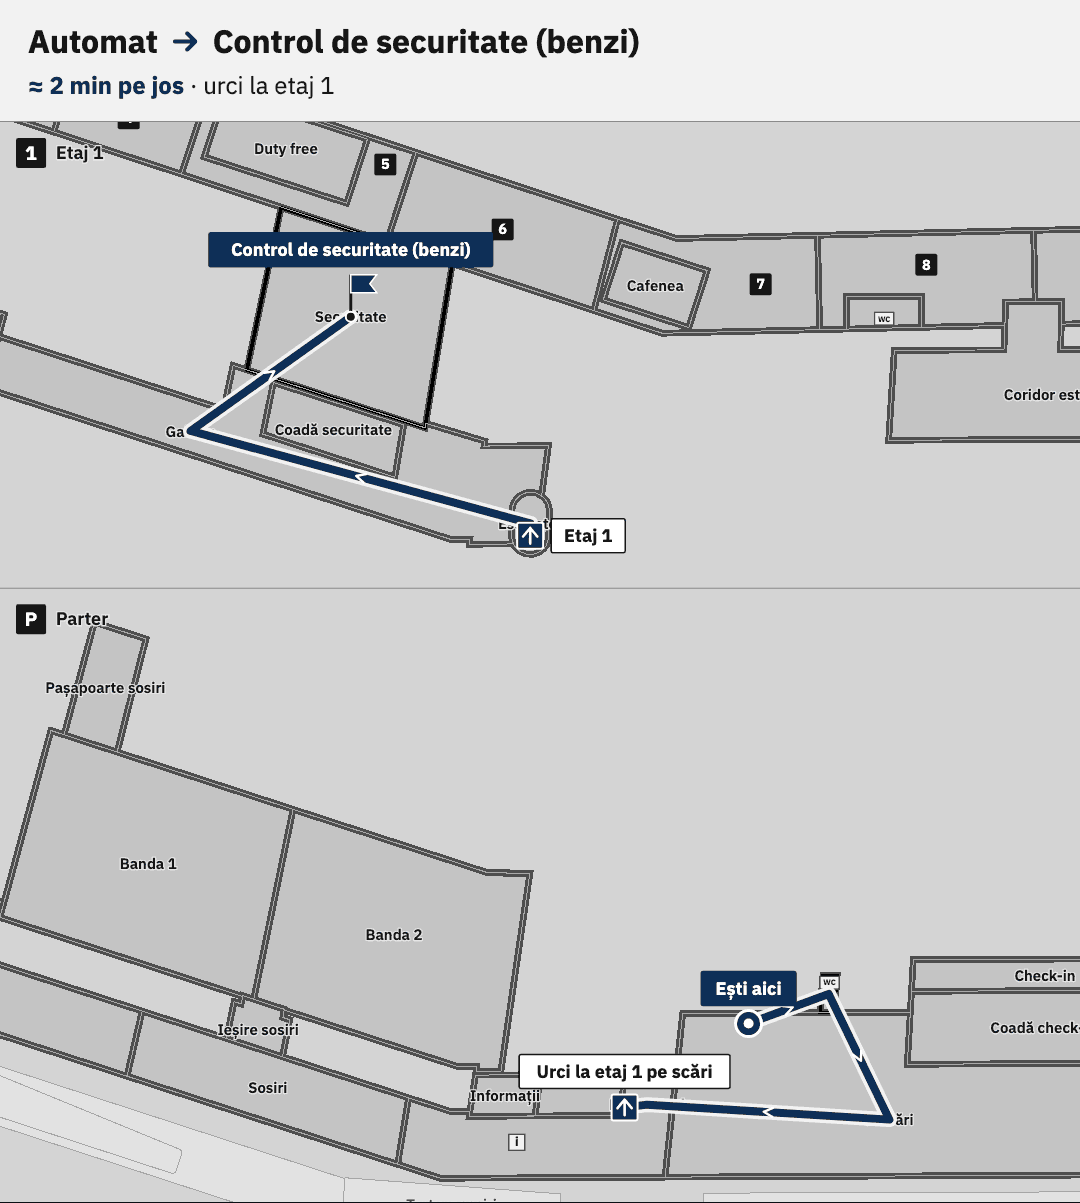 Automat → Control de securitate (benzi)
≈ 2 min pe jos · urci la etaj 1
1 Etaj 1
Duty free
5
6
Control de securitate (benzi)
Cafenea
7
8
WC
Coridor est
Coadă securitate
Etaj 1
P Parter
Pașapoarte sosiri
Banda 1
Banda 2
Ești aici
WC
Check-in
Coadă check-
Ieșire sosiri
Urci la etaj 1 pe scări
Sosiri
Informații
i